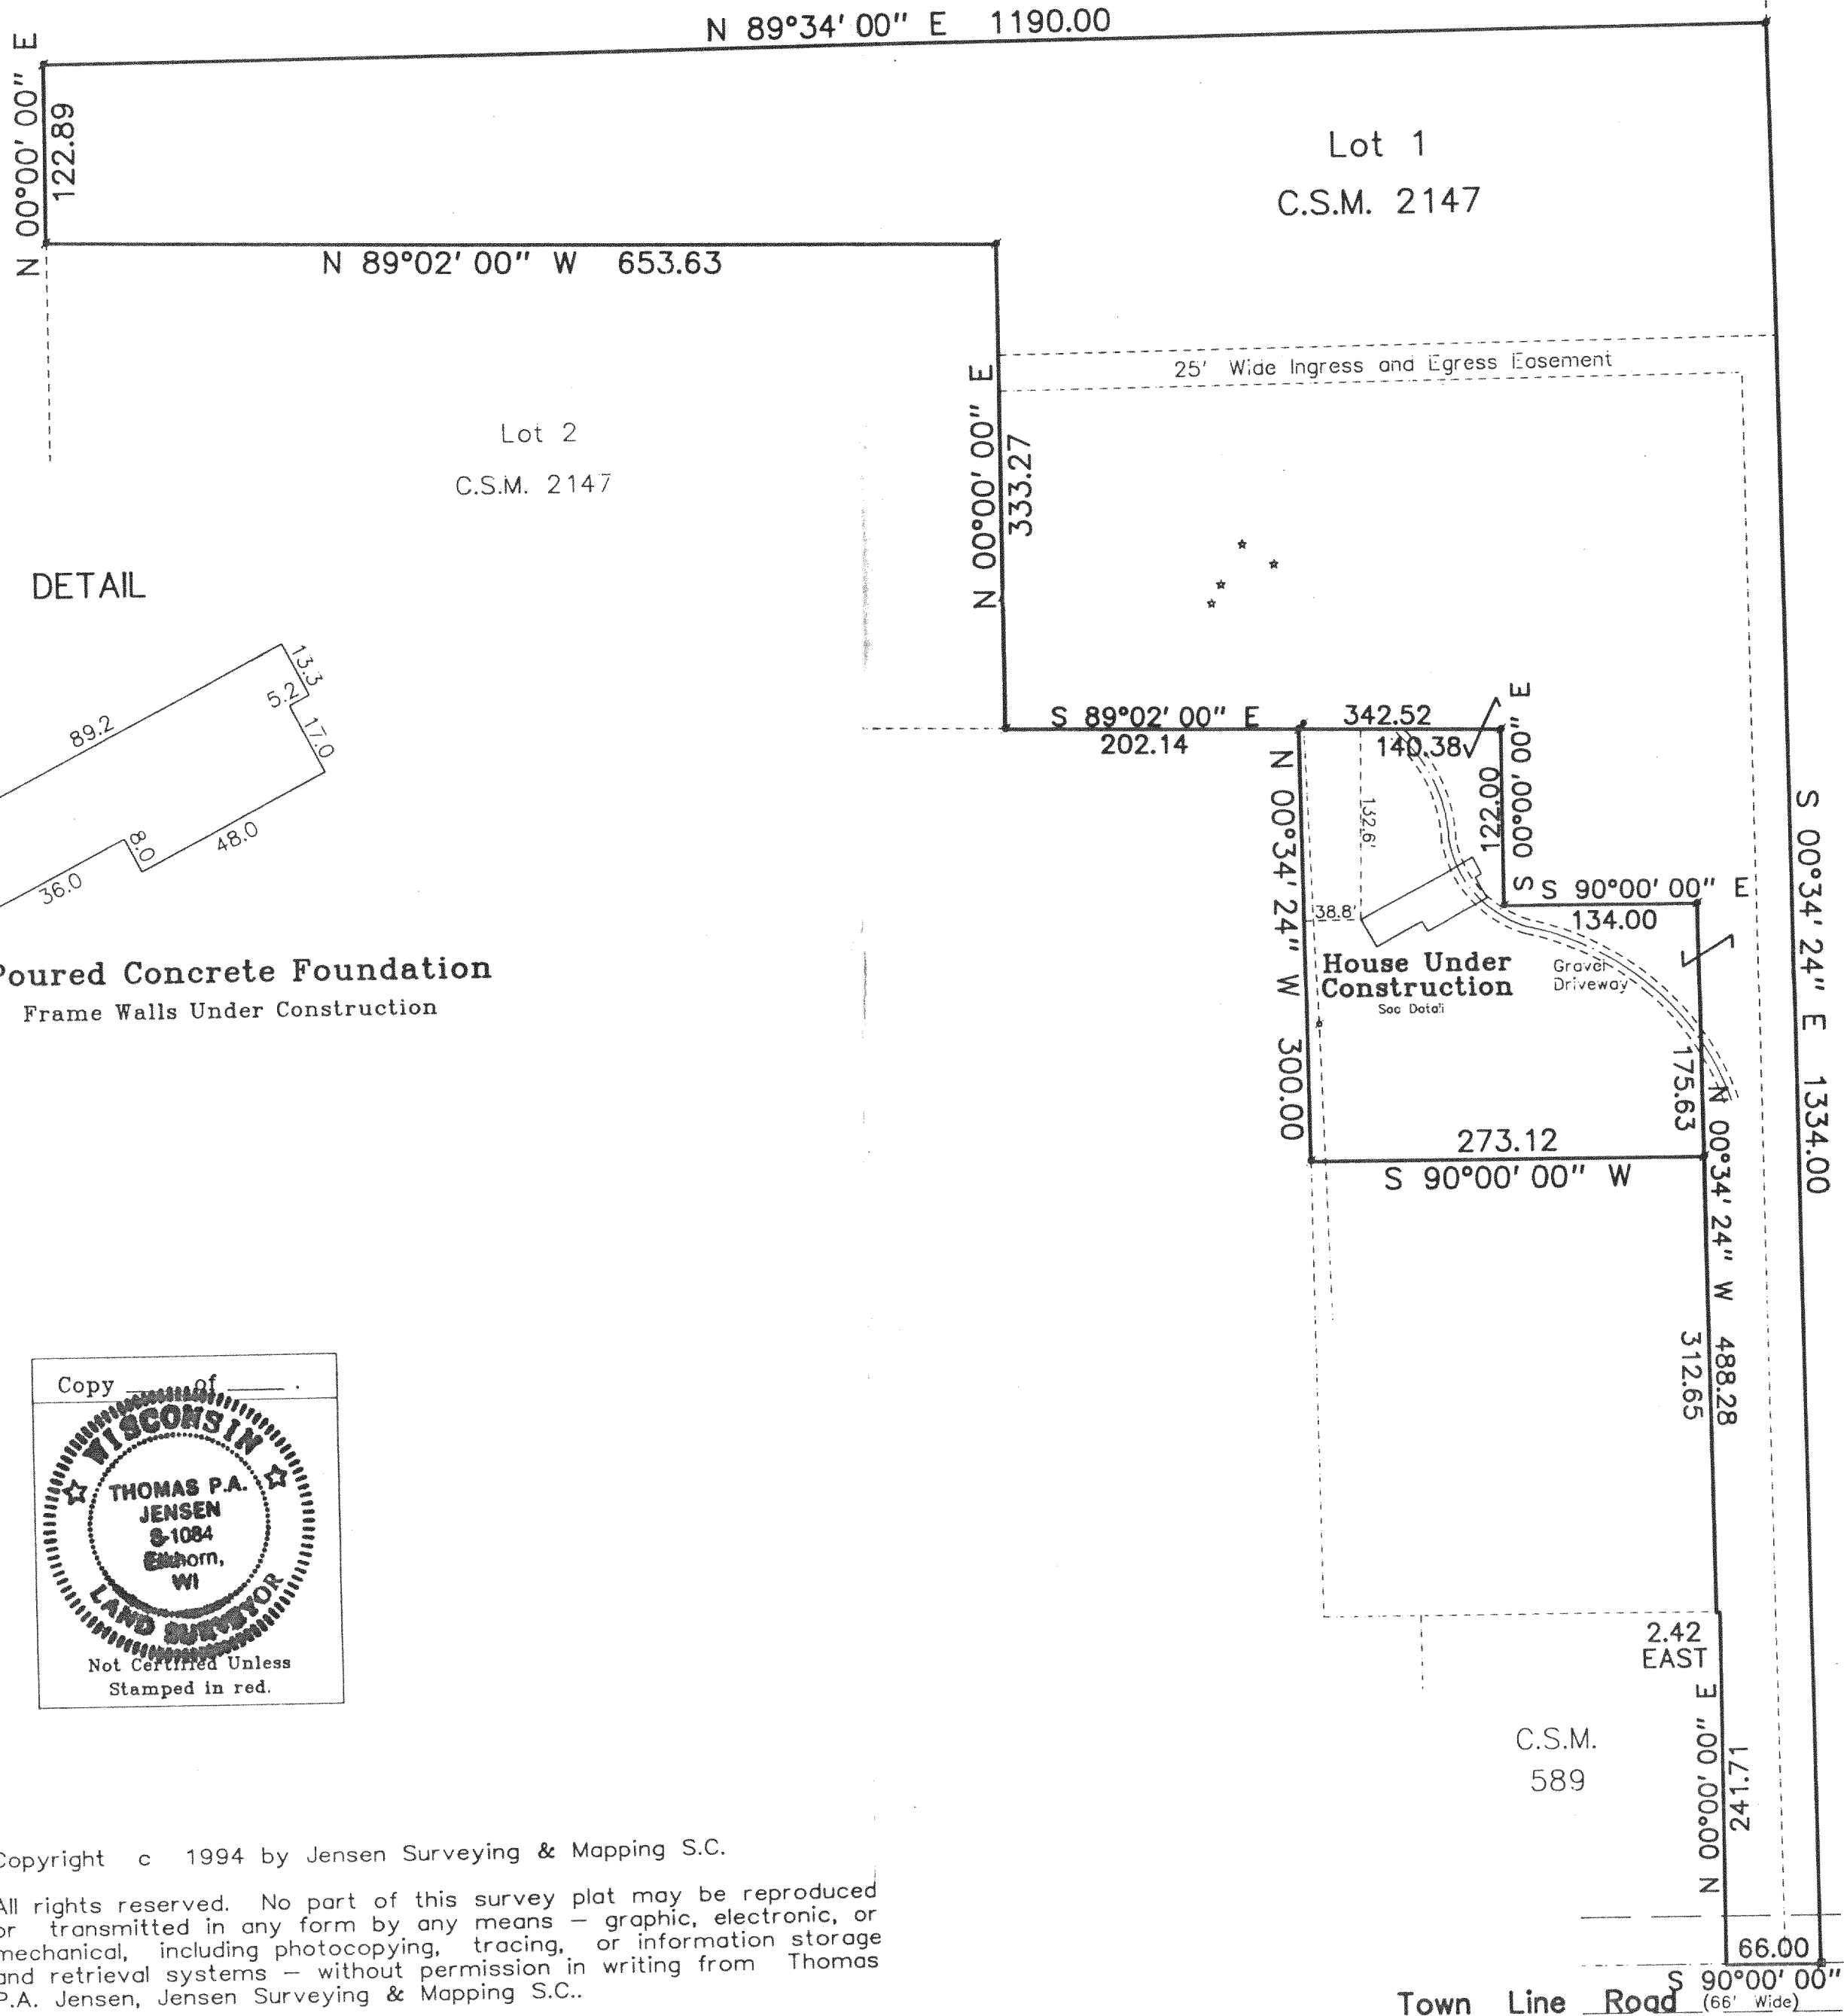 N 89°34' 00" E 1190.00
N 00°00' 00" E
122.89
Lot 1
C.S.M. 2147
N 89°02' 00" W 653.63
25' Wide Ingress and Egress Easement
N 00°00' 00" E
333.27
Lot 2
C.S.M. 2147
DETAIL
13.3
5.2
17.0
89.2
8.0
48.0
36.0
Poured Concrete Foundation
Frame Walls Under Construction
S 89°02' 00" E 342.52
202.14
140.38
S 00°00' 00" E
122.00
N 00°34' 24" W 300.00
132.6'
38.8'
S 90°00' 00" E
134.00
House Under
Construction
See Detail
Gravel
Driveway
S 00°34' 24" E 1334.00
175.63
N 00°34' 24" W 488.28
273.12
S 90°00' 00" W
312.65
2.42
EAST
N 00°00' 00" E
241.71
C.S.M.
589
66.00
S 90°00' 00"
Town Line Road (66' Wide)
Copy ____ of ____ .
WISCONSIN
THOMAS P.A.
JENSEN
S-1084
Elkhorn,
WI
LAND SURVEYOR
Not Certified Unless
Stamped in red.
Copyright c 1994 by Jensen Surveying & Mapping S.C.
All rights reserved. No part of this survey plat may be reproduced
or transmitted in any form by any means — graphic, electronic, or
mechanical, including photocopying, tracing, or information storage
and retrieval systems — without permission in writing from Thomas
P.A. Jensen, Jensen Surveying & Mapping S.C..